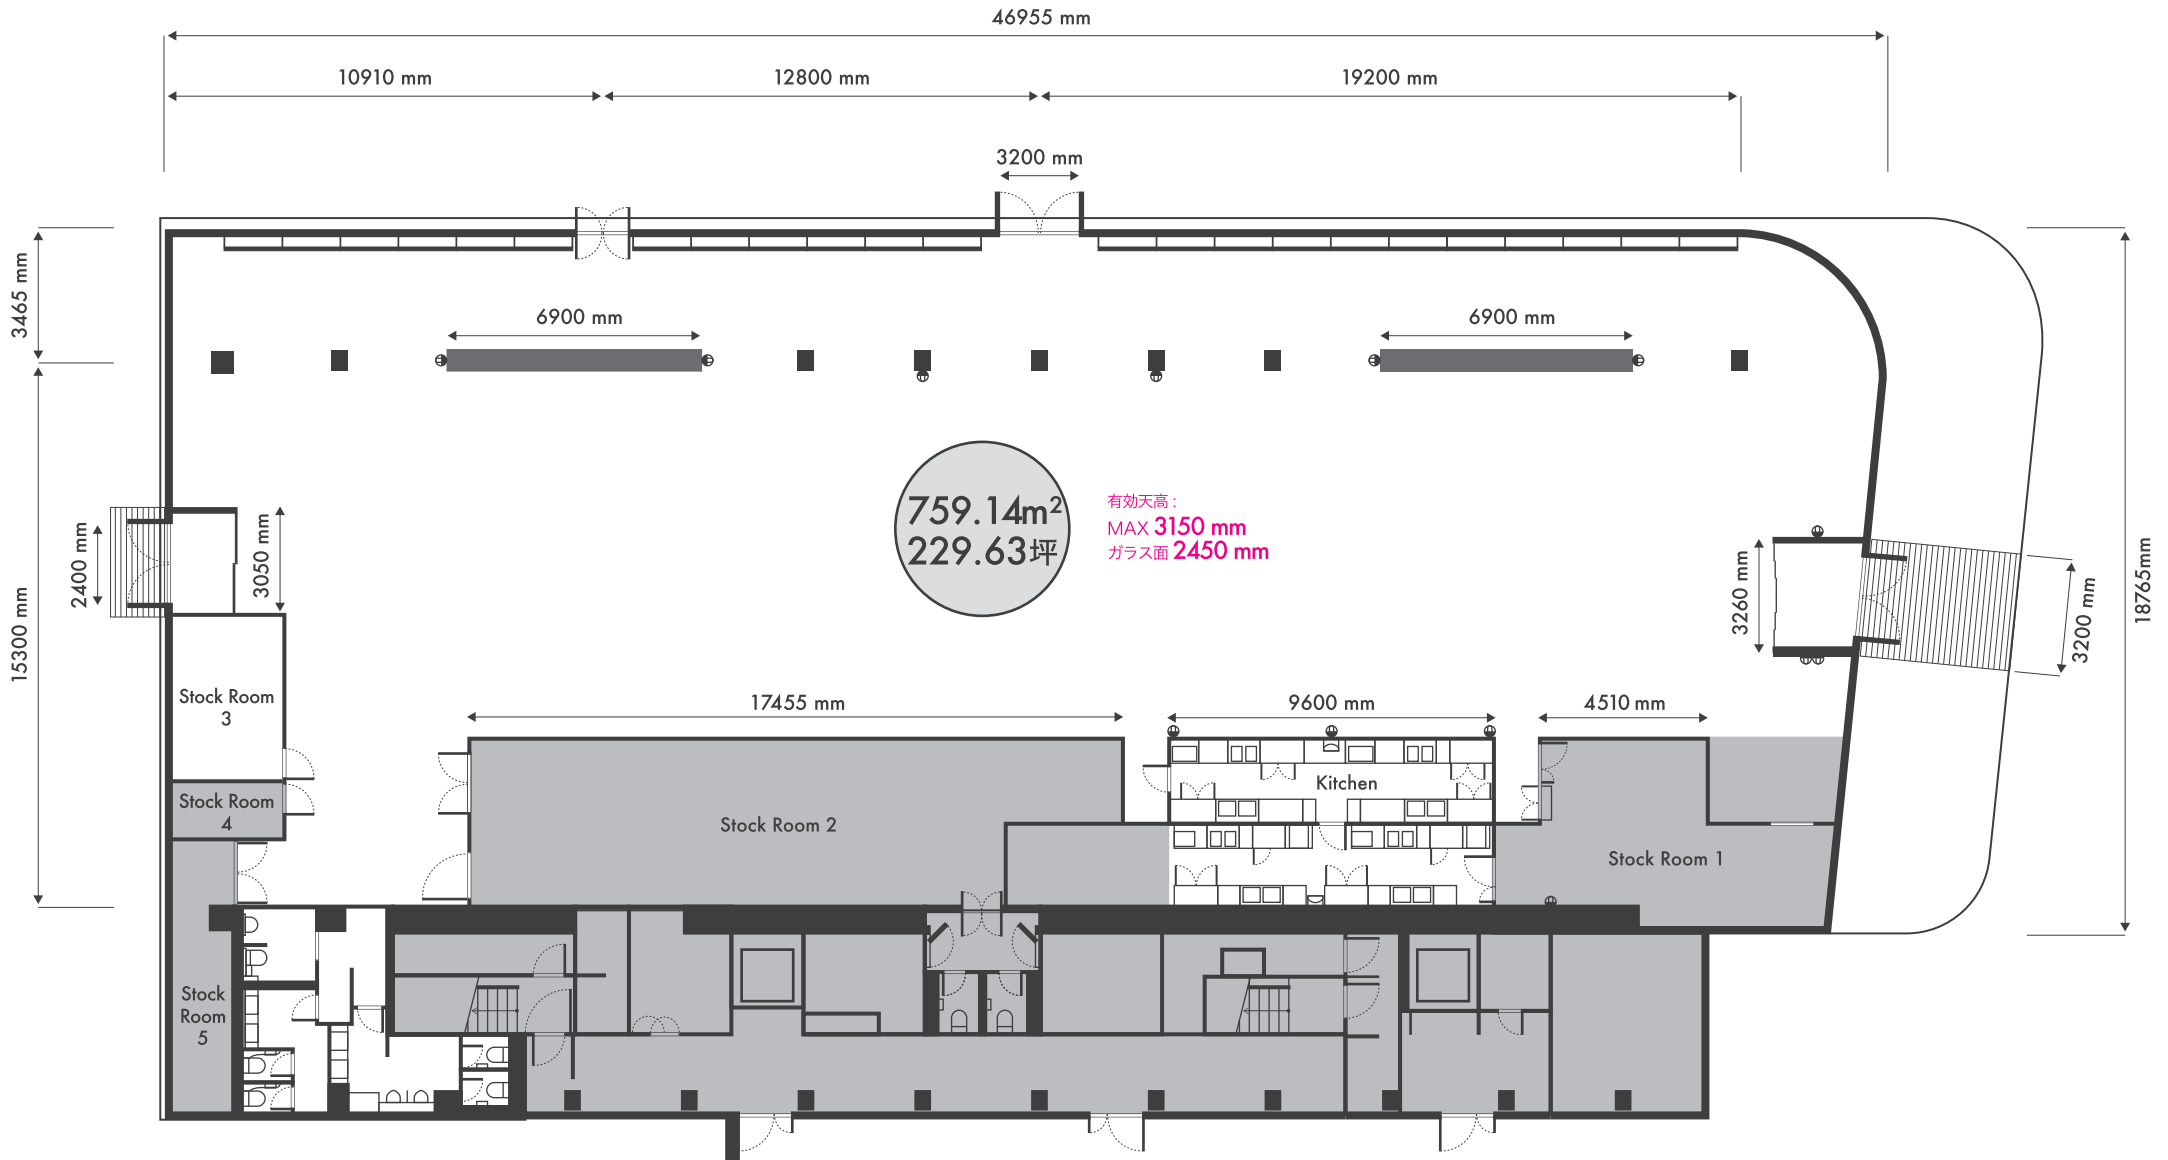 46955 mm
10910 mm
12800 mm
19200 mm
3200 mm
3465 mm
6900 mm
6900 mm
759.14m²
229.63坪
有効天高 :
MAX 3150 mm
ガラス面 2450 mm
2400 mm
3050 mm
15300 mm
3260 mm
3200 mm
18765mm
Stock Room
3
17455 mm
9600 mm
4510 mm
Kitchen
Stock Room
4
Stock Room 2
Stock Room 1
Stock
Room
5